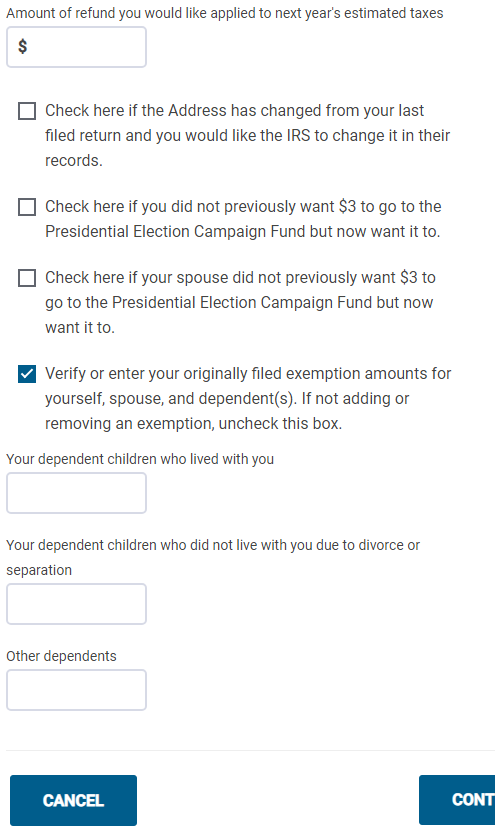 Amount of refund you would like applied to next year's estimated taxes
$
Check here if the Address has changed from your last
filed return and you would like the IRS to change it in their
records.
Check here if you did not previously want $3 to go to the
Presidential Election Campaign Fund but now want it to.
Check here if your spouse did not previously want $3 to
go to the Presidential Election Campaign Fund but now
want it to.
Verify or enter your originally filed exemption amounts for
yourself, spouse, and dependent(s). If not adding or
removing an exemption, uncheck this box.
Your dependent children who lived with you
Your dependent children who did not live with you due to divorce or
separation
Other dependents
CANCEL
CONT